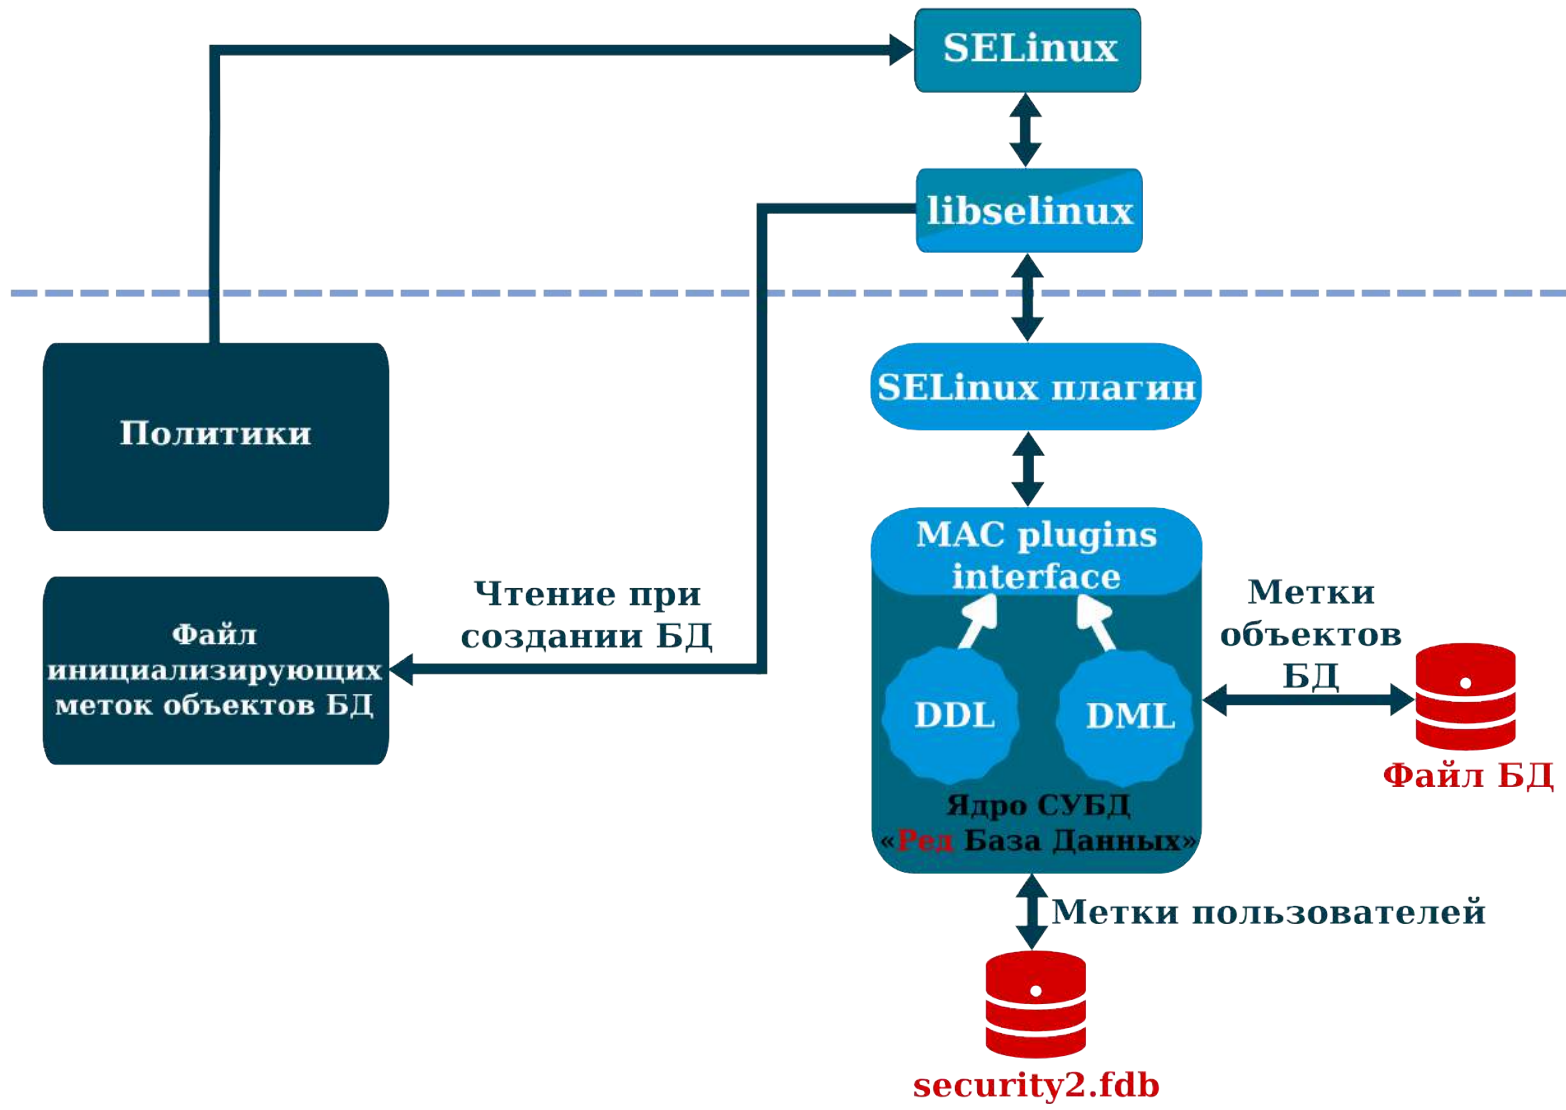 SELinux
libselinux
SELinux плагин
Политики
MAC plugins
interface
Чтение при
создании БД
Метки
объектов
БД
Файл
инициализирующих
меток объектов БД
DDL
DML
Файл БД
Ядро СУБД
«Ред База Данных»
Метки пользователей
security2.fdb